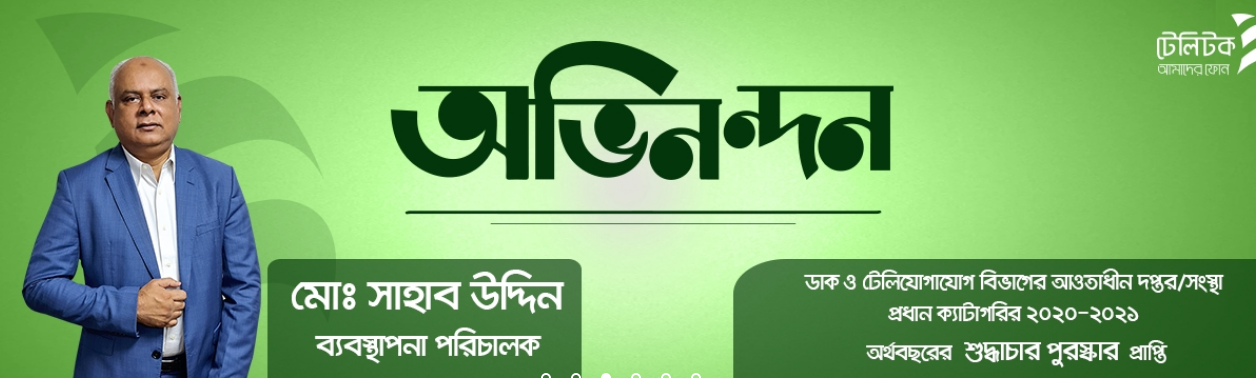 টেলিটক
আমাদের ফোন
অভিনন্দন
মোঃ সাহাব উদ্দিন
ব্যবস্থাপনা পরিচালক
ডাক ও টেলিযোগাযোগ বিভাগের আওতাধীন দপ্তর/সংস্থা
প্রধান ক্যাটাগরির ২০২০-২০২১
অর্থবছরের শুদ্ধাচার পুরস্কার প্রাপ্তি